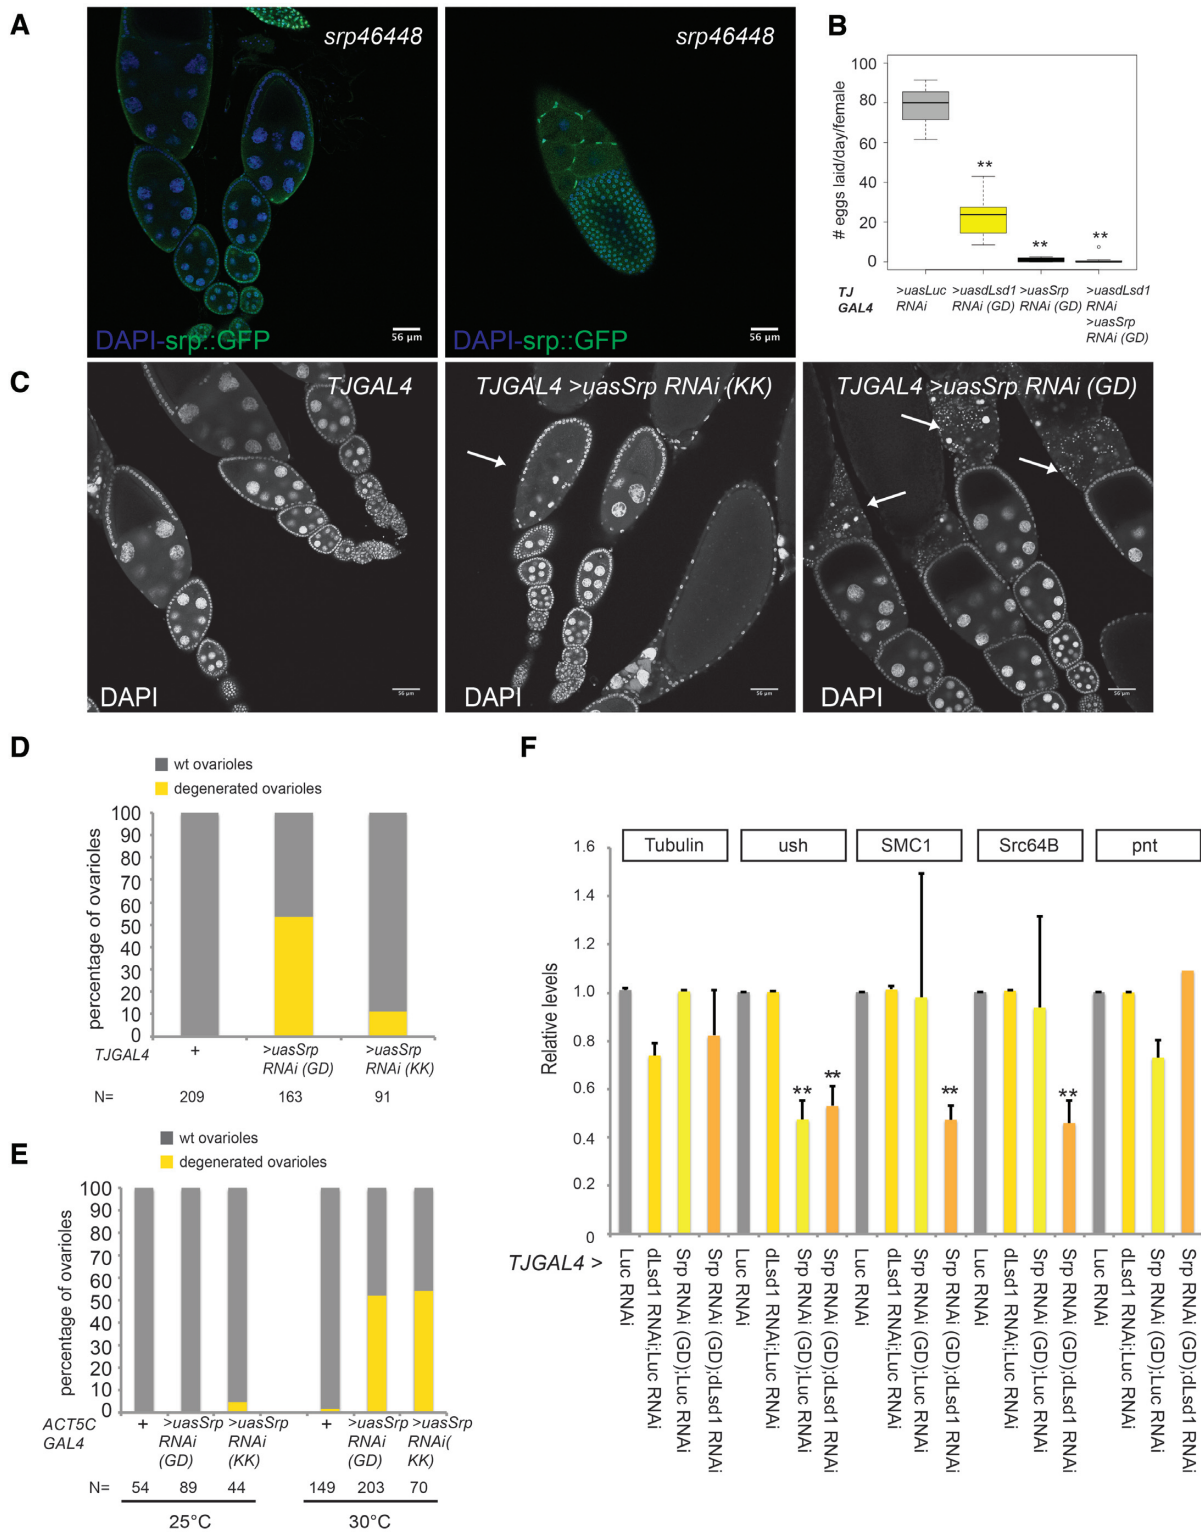 A
srp46448
DAPI-srp::GFP
56 µm
srp46448
DAPI-srp::GFP
56 µm
B
# eggs laid/day/female
100
80
60
40
20
0
**
**
**
TJ
GAL4
>uasLuc
RNAi
>uasdLsd1
RNAi (GD)
>uasSrp
RNAi (GD)
>uasdLsd1
RNAi
>uasSrp
RNAi (GD)
C
TJGAL4
DAPI
56 µm
TJGAL4 >uasSrp RNAi (KK)
DAPI
56 µm
TJGAL4 >uasSrp RNAi (GD)
DAPI
56 µm
D
wt ovarioles
degenerated ovarioles
percentage of ovarioles
100
90
80
70
60
50
40
30
20
10
0
TJGAL4
+
>uasSrp
RNAi (GD)
>uasSrp
RNAi (KK)
N=
209
163
91
E
wt ovarioles
degenerated ovarioles
percentage of ovarioles
100
90
80
70
60
50
40
30
20
10
0
ACT5C
GAL4
+
>uasSrp
RNAi
(GD)
>uasSrp
RNAi
(KK)
+
>uasSrp
RNAi
(GD)
>uasSrp
RNAi(
KK)
N=
54
89
44
149
203
70
25°C
30°C
F
Tubulin
ush
SMC1
Src64B
pnt
Relative levels
1.6
1.4
1.2
1.0
0.8
0.6
0.4
0.2
0
**
**
**
**
TJGAL4 >
Luc RNAi
dLsd1 RNAi;Luc RNAi
Srp RNAi (GD);Luc RNAi
Srp RNAi (GD);dLsd1 RNAi
Luc RNAi
dLsd1 RNAi;Luc RNAi
Srp RNAi (GD);Luc RNAi
Srp RNAi (GD);dLsd1 RNAi
Luc RNAi
dLsd1 RNAi;Luc RNAi
Srp RNAi (GD);Luc RNAi
Srp RNAi (GD);dLsd1 RNAi
Luc RNAi
dLsd1 RNAi;Luc RNAi
Srp RNAi (GD);Luc RNAi
Srp RNAi (GD);dLsd1 RNAi
Luc RNAi
dLsd1 RNAi;Luc RNAi
Srp RNAi (GD);Luc RNAi
Srp RNAi (GD);dLsd1 RNAi